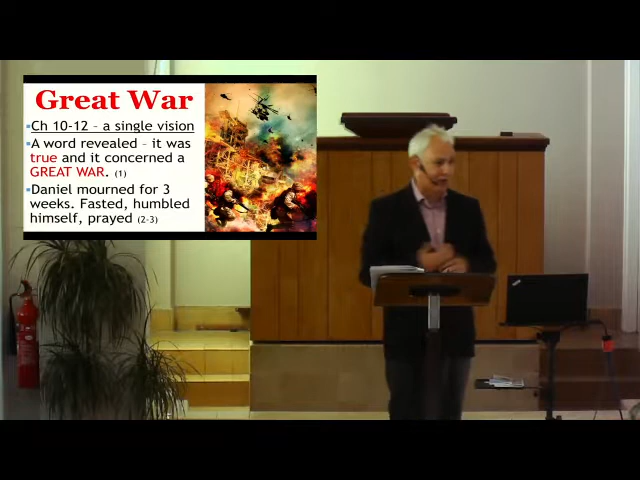 Great War
▪Ch 10-12 – a single vision
▪A word revealed – it was
true and it concerned a
GREAT WAR. (1)
▪Daniel mourned for 3
weeks. Fasted, humbled
himself, prayed (2-3)